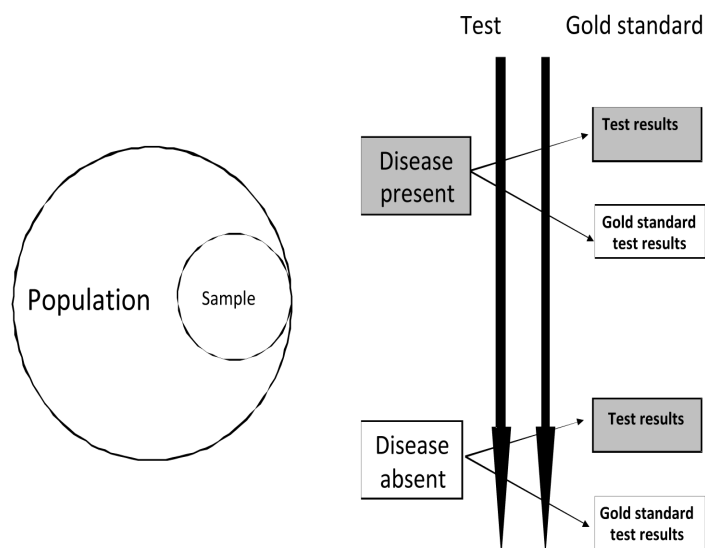 Test
Gold standard
Test results
Disease
present
Gold standard
test results
Population
Sample
Test results
Disease
absent
Gold standard
test results